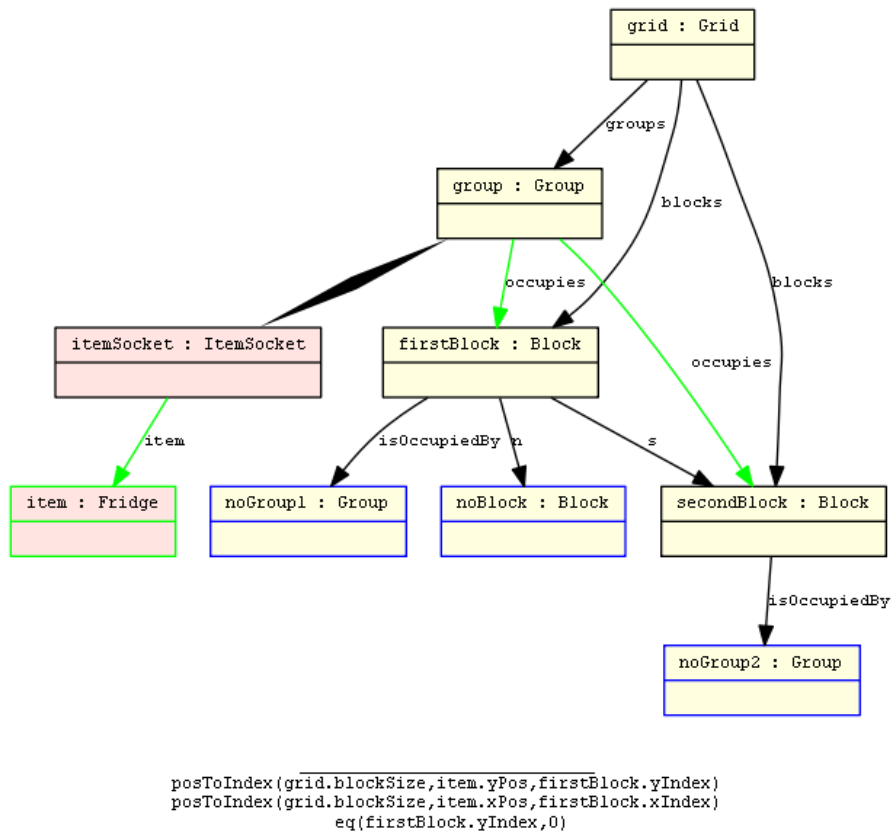 grid : Grid
groups
group : Group
blocks
occupies
blocks
itemSocket : ItemSocket
firstBlock : Block
occupies
item
isOccupiedBy
n
s
item : Fridge
noGroup1 : Group
noBlock : Block
secondBlock : Block
isOccupiedBy
noGroup2 : Group
posToIndex(grid.blockSize,item.yPos,firstBlock.yIndex)
posToIndex(grid.blockSize,item.xPos,firstBlock.xIndex)
eq(firstBlock.yIndex,0)